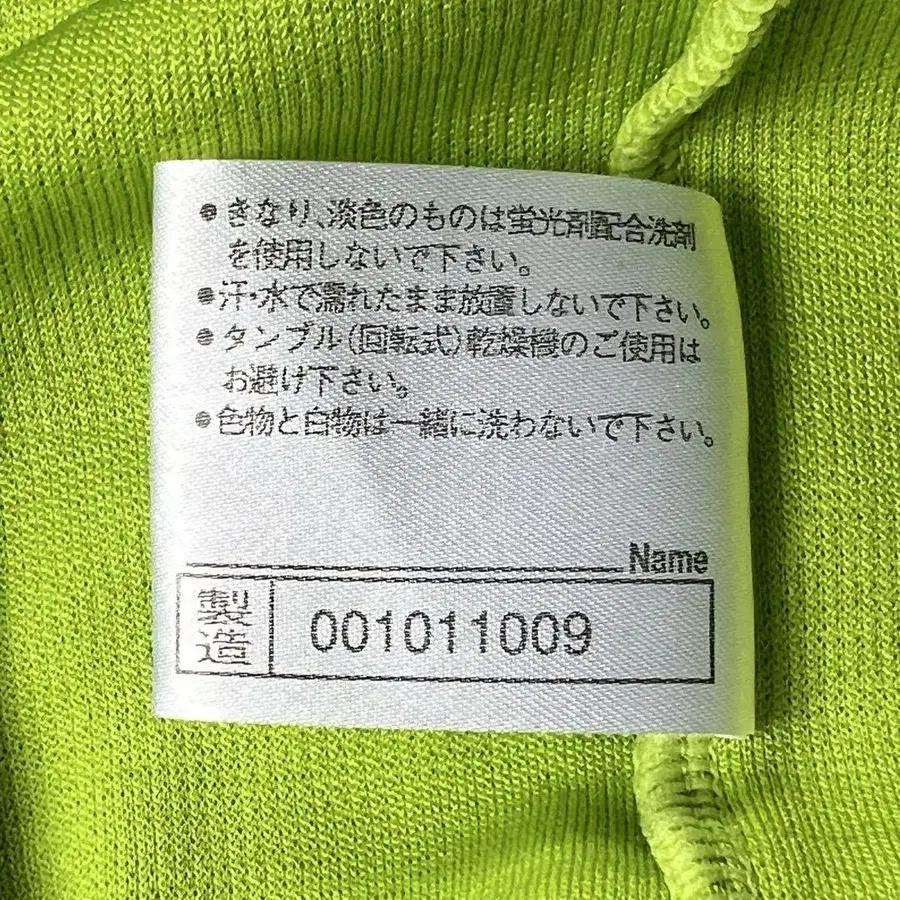 ●きなり、淡色のものは蛍光剤配合洗剤
を使用しないで下さい。
●汗・水で濡れたまま放置しないで下さい。
●タンブル(回転式)乾燥機のご使用は
お避け下さい。
●色物と白物は一緒に洗わないで下さい。
Name
製造 001011009